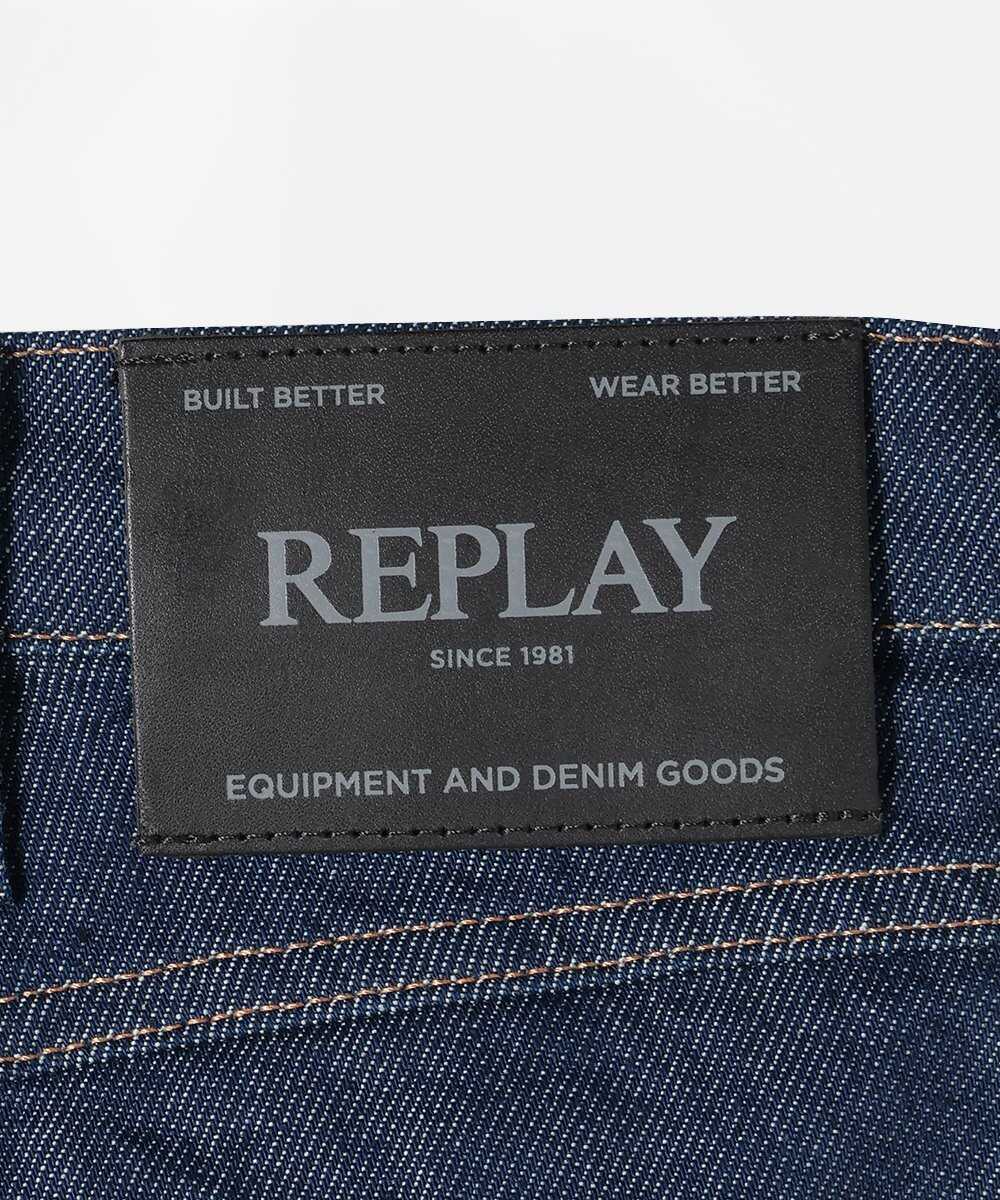 BUILT BETTER WEAR BETTER
REPLAY
SINCE 1981
EQUIPMENT AND DENIM GOODS